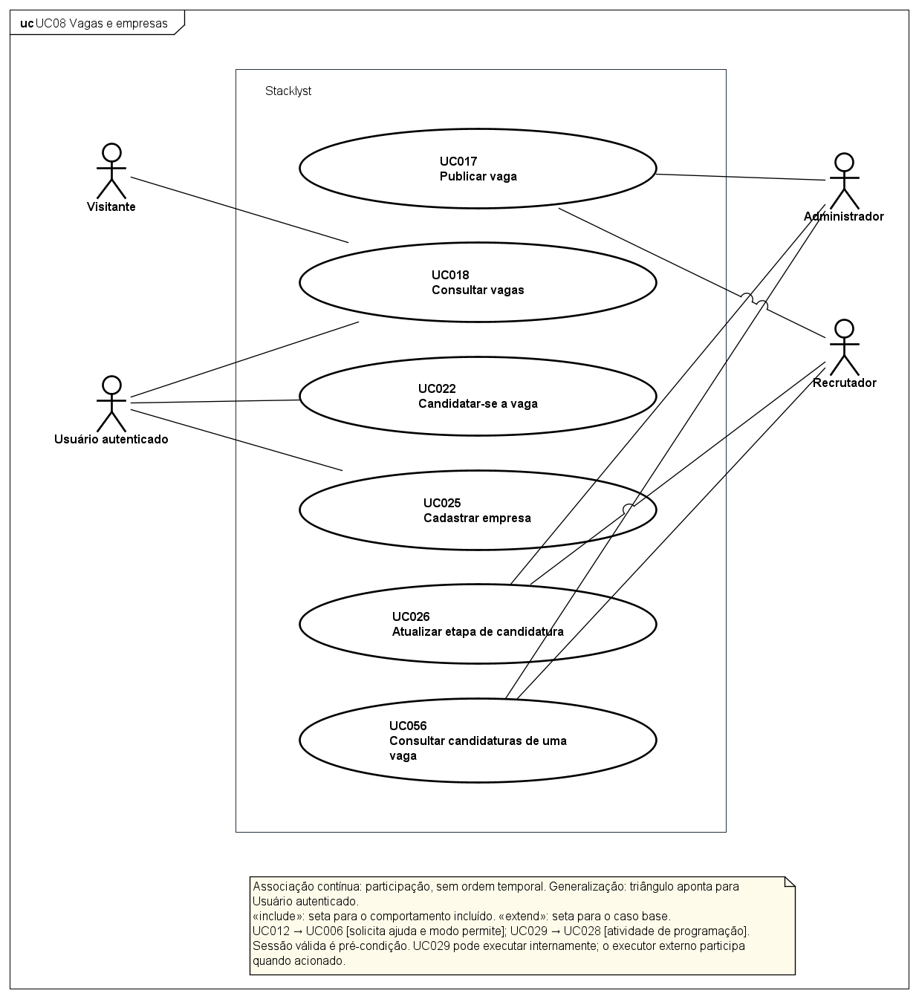 uc UC08 Vagas e empresas
Stacklyst
UC017
Publicar vaga
Visitante
Administrador
UC018
Consultar vagas
UC022
Candidatar-se a vaga
Recrutador
Usuário autenticado
UC025
Cadastrar empresa
UC026
Atualizar etapa de candidatura
UC056
Consultar candidaturas de uma
vaga
Associação contínua: participação, sem ordem temporal. Generalização: triângulo aponta para
Usuário autenticado.
«include»: seta para o comportamento incluído. «extend»: seta para o caso base.
UC012 → UC006 [solicita ajuda e modo permite]; UC029 → UC028 [atividade de programação].
Sessão válida é pré-condição. UC029 pode executar internamente; o executor externo participa
quando acionado.